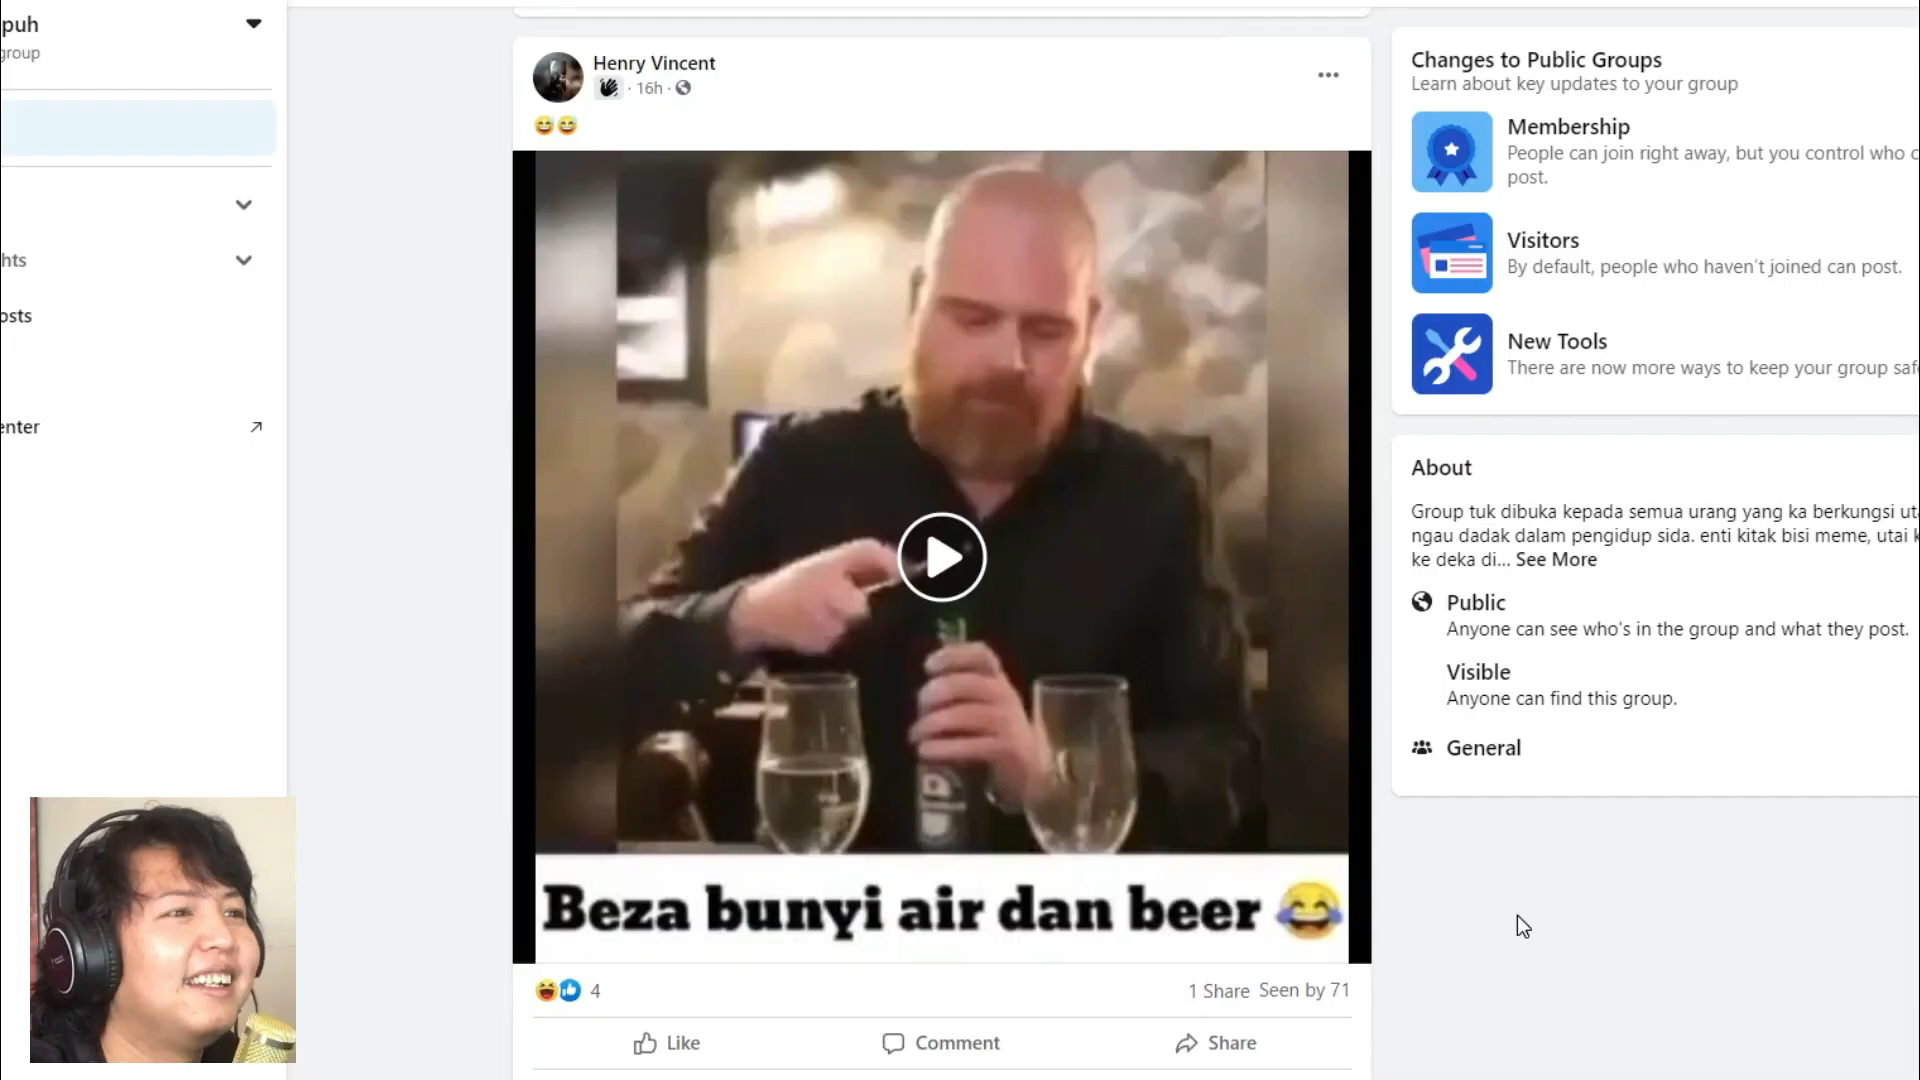 puh
group
hts
osts
enter
Henry Vincent
16h
Beza bunyi air dan beer
4
1 Share Seen by 71
Like
Comment
Share
Changes to Public Groups
Learn about key updates to your group
Membership
People can join right away, but you control who c
post.
Visitors
By default, people who haven't joined can post.
New Tools
There are now more ways to keep your group safe
About
Group tuk dibuka kepada semua urang yang ka berkungsi uta
ngau dadak dalam pengidup sida. enti kitak bisi meme, utai k
ke deka di... See More
Public
Anyone can see who's in the group and what they post.
Visible
Anyone can find this group.
General